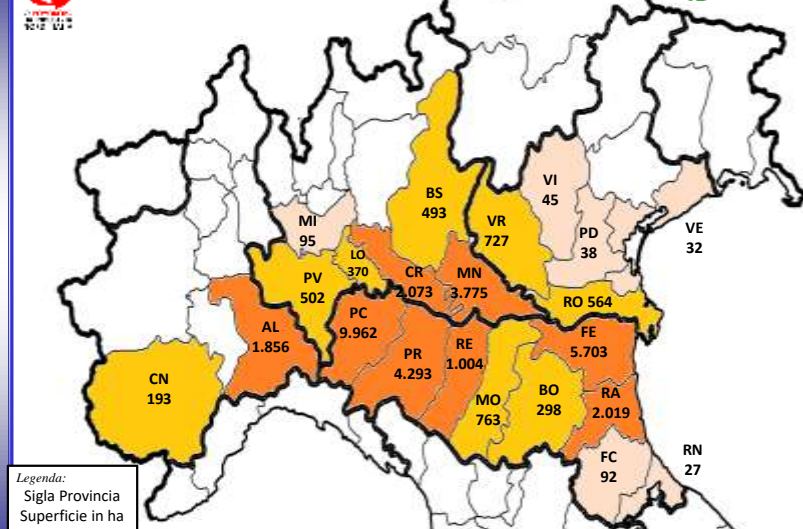 BS
493
VI
45
VR
727
PD
38
VE
32
MI
95
LO
370
CR
2.073
MN
3.775
PV
502
RO 564
AL
1.856
PC
9.962
PR
4.293
RE
1.004
FE
5.703
CN
193
MO
763
BO
298
RA
2.019
FC
92
RN
27
Legenda:
Sigla Provincia
Superficie in ha